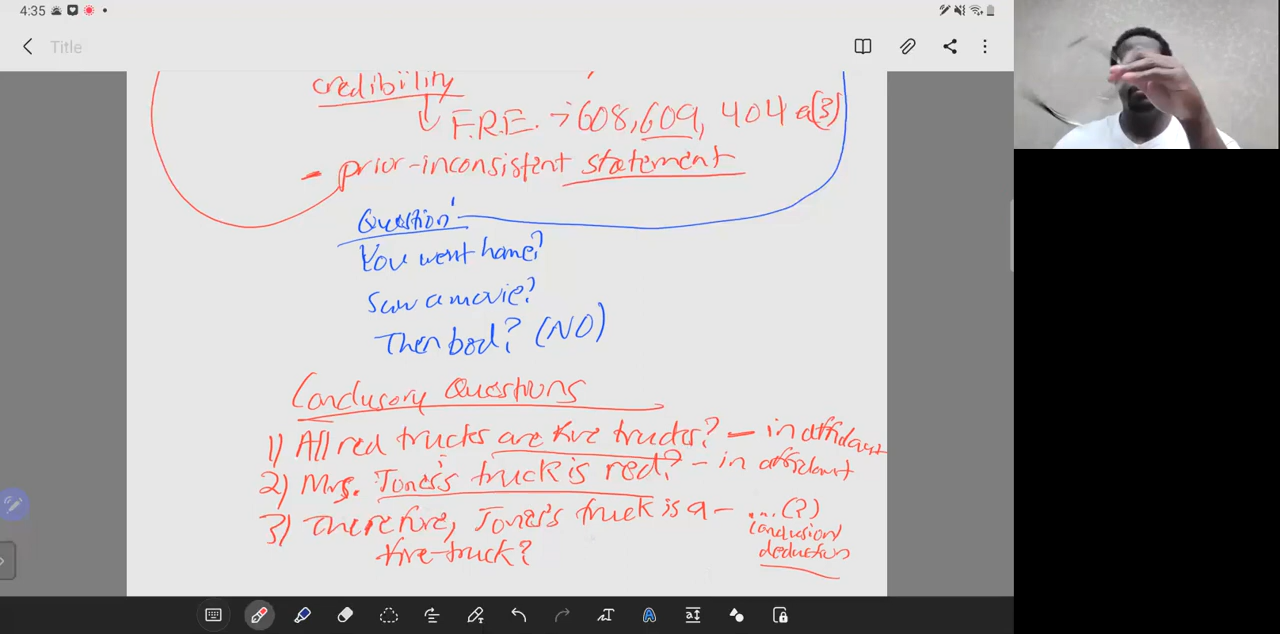 4:35
Title
credibility
F.R.E. → 608, 609, 404 a(3)
- prior-inconsistent statement
Question:
You went home?
Saw a movie?
Then bed? (NO)
Conclusory Questions
1) All red trucks are fire trucks? - in affidavit
2) Mrs. Jones's truck is red? - in affidavit
3) Therefore, Jones's truck is a - ... (?)
fire-truck?
conclusion/
deduction